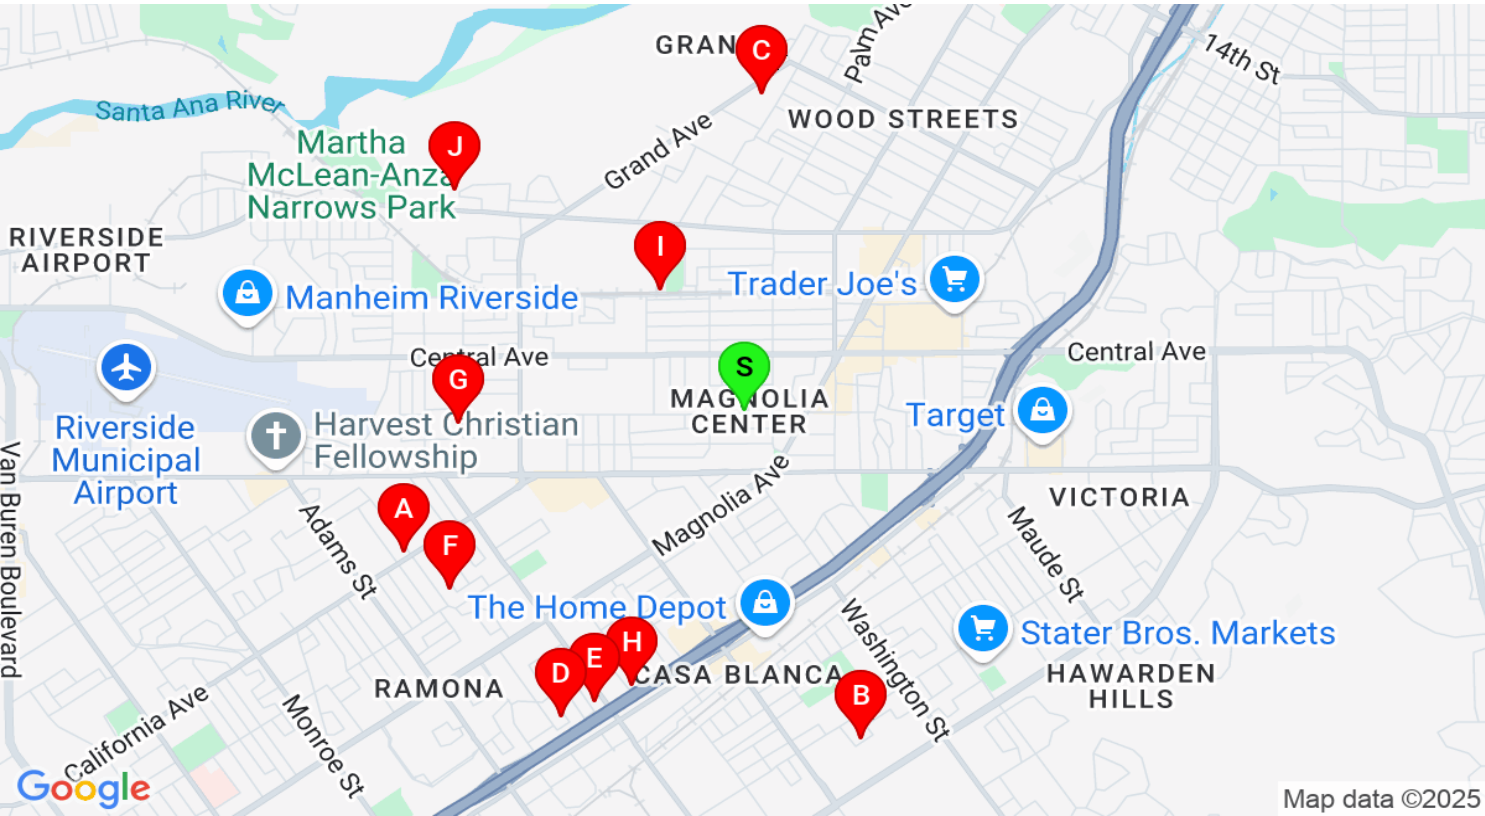 GRAN
C
Palm Ave
14th St
Santa Ana River
WOOD STREETS
Martha
McLean-Anza
Narrows Park
J
Grand Ave
RIVERSIDE
AIRPORT
I
Trader Joe's
Manheim Riverside
Central Ave
Central Ave
S
G
MAGNOLIA
CENTER
Target
Riverside
Municipal
Airport
Harvest Christian
Fellowship
Van Buren Boulevard
A
Adams St
F
Magnolia Ave
VICTORIA
Maude St
The Home Depot
Washington St
Stater Bros. Markets
H
E
D
CASA BLANCA
RAMONA
B
HAWARDEN
HILLS
California Ave
Monroe St
Google
Map data ©2025